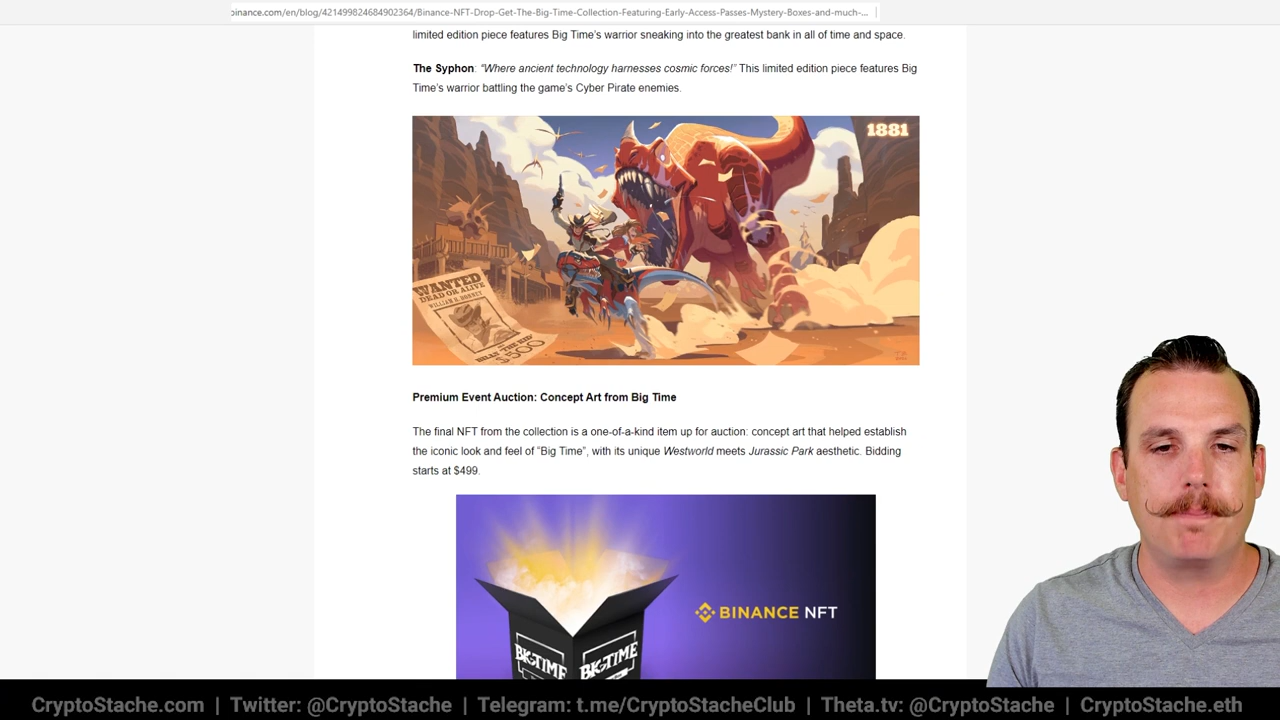 binance.com/en/blog/421499824684902364/Binance-NFT-Drop-Get-The-Big-Time-Collection-Featuring-Early-Access-Passes-Mystery-Boxes-and-much-...
limited edition piece features Big Time's warrior sneaking into the greatest bank in all of time and space.
The Syphon: “Where ancient technology harnesses cosmic forces!” This limited edition piece features Big
Time's warrior battling the game's Cyber Pirate enemies.
1881
WANTED
DEAD OR ALIVE
WILLIAM H. BONNEY
BILLY THE KID
$500
Premium Event Auction: Concept Art from Big Time
The final NFT from the collection is a one-of-a-kind item up for auction: concept art that helped establish
the iconic look and feel of “Big Time”, with its unique Westworld meets Jurassic Park aesthetic. Bidding
starts at $499.
BINANCE NFT
BIG TIME BIG TIME
CryptoStache.com | Twitter: @CryptoStache | Telegram: t.me/CryptoStacheClub | Theta.tv: @CryptoStache | CryptoStache.eth